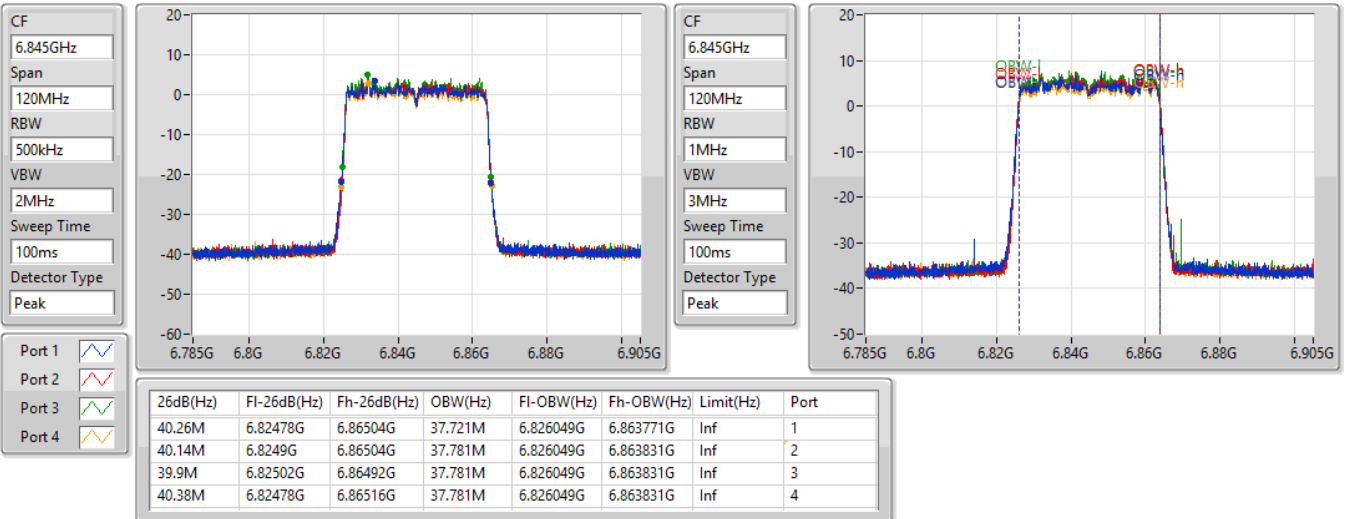 CF
6.845GHz
Span
120MHz
RBW
500kHz
VBW
2MHz
Sweep Time
100ms
Detector Type
Peak
20-
10-
0-
-10-
-20-
-30-
-40-
-50-
-60-
6.785G 6.8G 6.82G 6.84G 6.86G 6.88G 6.905G
CF
6.845GHz
Span
120MHz
RBW
1MHz
VBW
3MHz
Sweep Time
100ms
Detector Type
Peak
20-
10-
0-
-10-
-20-
-30-
-40-
-50-
OBW-l OBW-h
6.785G 6.8G 6.82G 6.84G 6.86G 6.88G 6.905G
Port 1
Port 2
Port 3
Port 4
26dB(Hz) Fl-26dB(Hz) Fh-26dB(Hz) OBW(Hz) Fl-OBW(Hz) Fh-OBW(Hz) Limit(Hz) Port
40.26M 6.82478G 6.86504G 37.721M 6.826049G 6.863771G Inf 1
40.14M 6.8249G 6.86504G 37.781M 6.826049G 6.863831G Inf 2
39.9M 6.82502G 6.86492G 37.781M 6.826049G 6.863831G Inf 3
40.38M 6.82478G 6.86516G 37.781M 6.826049G 6.863831G Inf 4